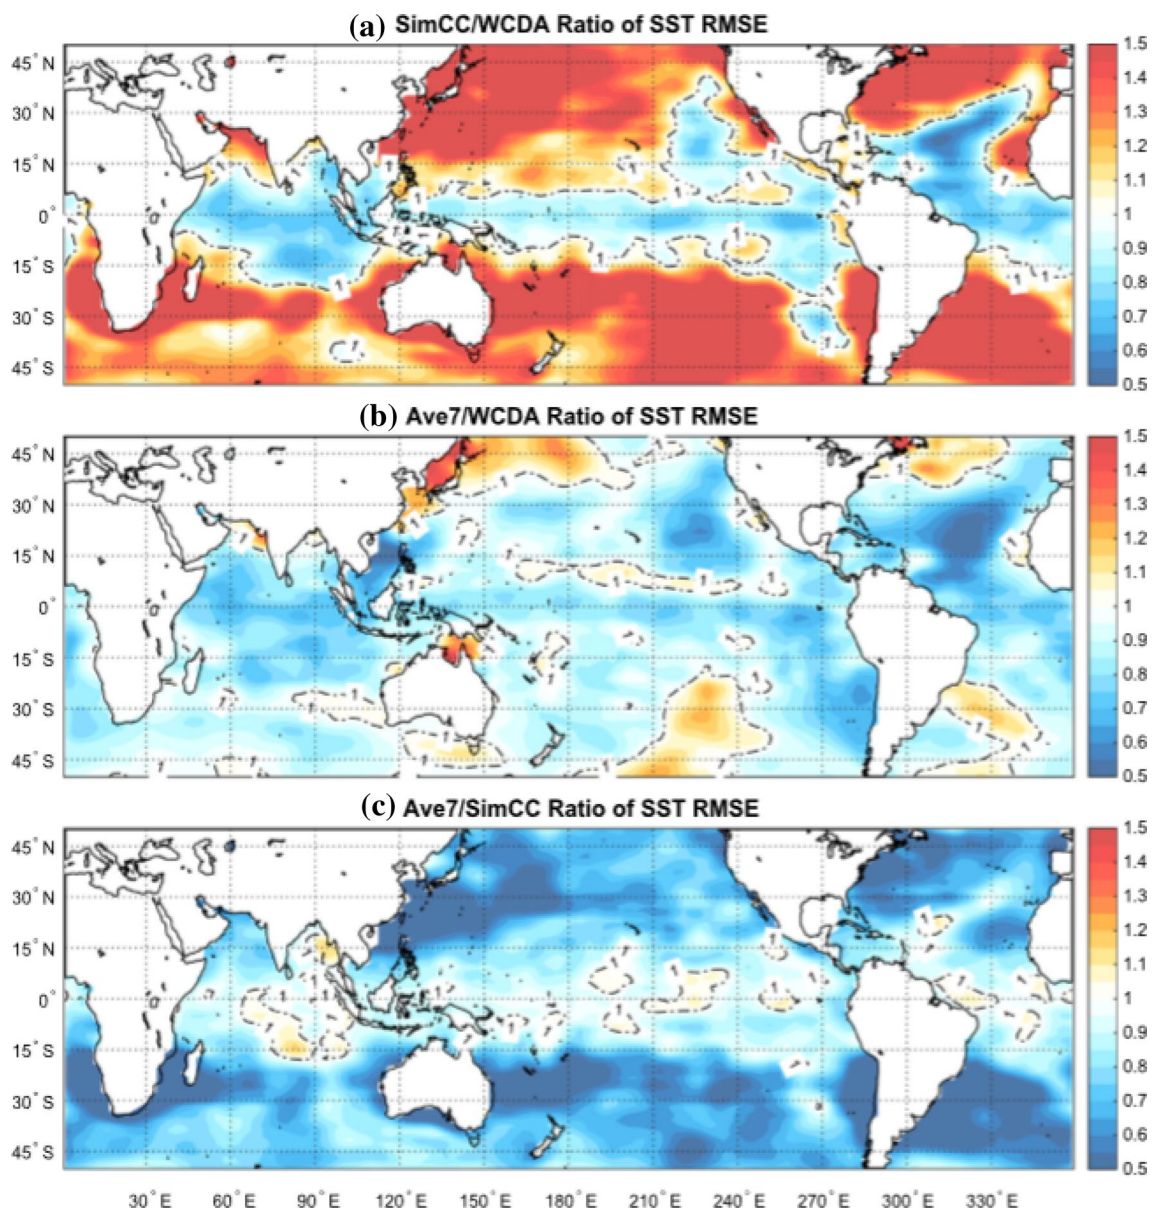 (a) SimCC/WCDA Ratio of SST RMSE
45° N
30° N
15° N
0°
15° S
30° S
45° S
1.5
1.4
1.3
1.2
1.1
1
0.9
0.8
0.7
0.6
0.5
(b) Ave7/WCDA Ratio of SST RMSE
45° N
30° N
15° N
0°
15° S
30° S
45° S
1.5
1.4
1.3
1.2
1.1
1
0.9
0.8
0.7
0.6
0.5
(c) Ave7/SimCC Ratio of SST RMSE
45° N
30° N
15° N
0°
15° S
30° S
45° S
1.5
1.4
1.3
1.2
1.1
1
0.9
0.8
0.7
0.6
0.5
30° E 60° E 90° E 120° E 150° E 180° E 210° E 240° E 270° E 300° E 330° E